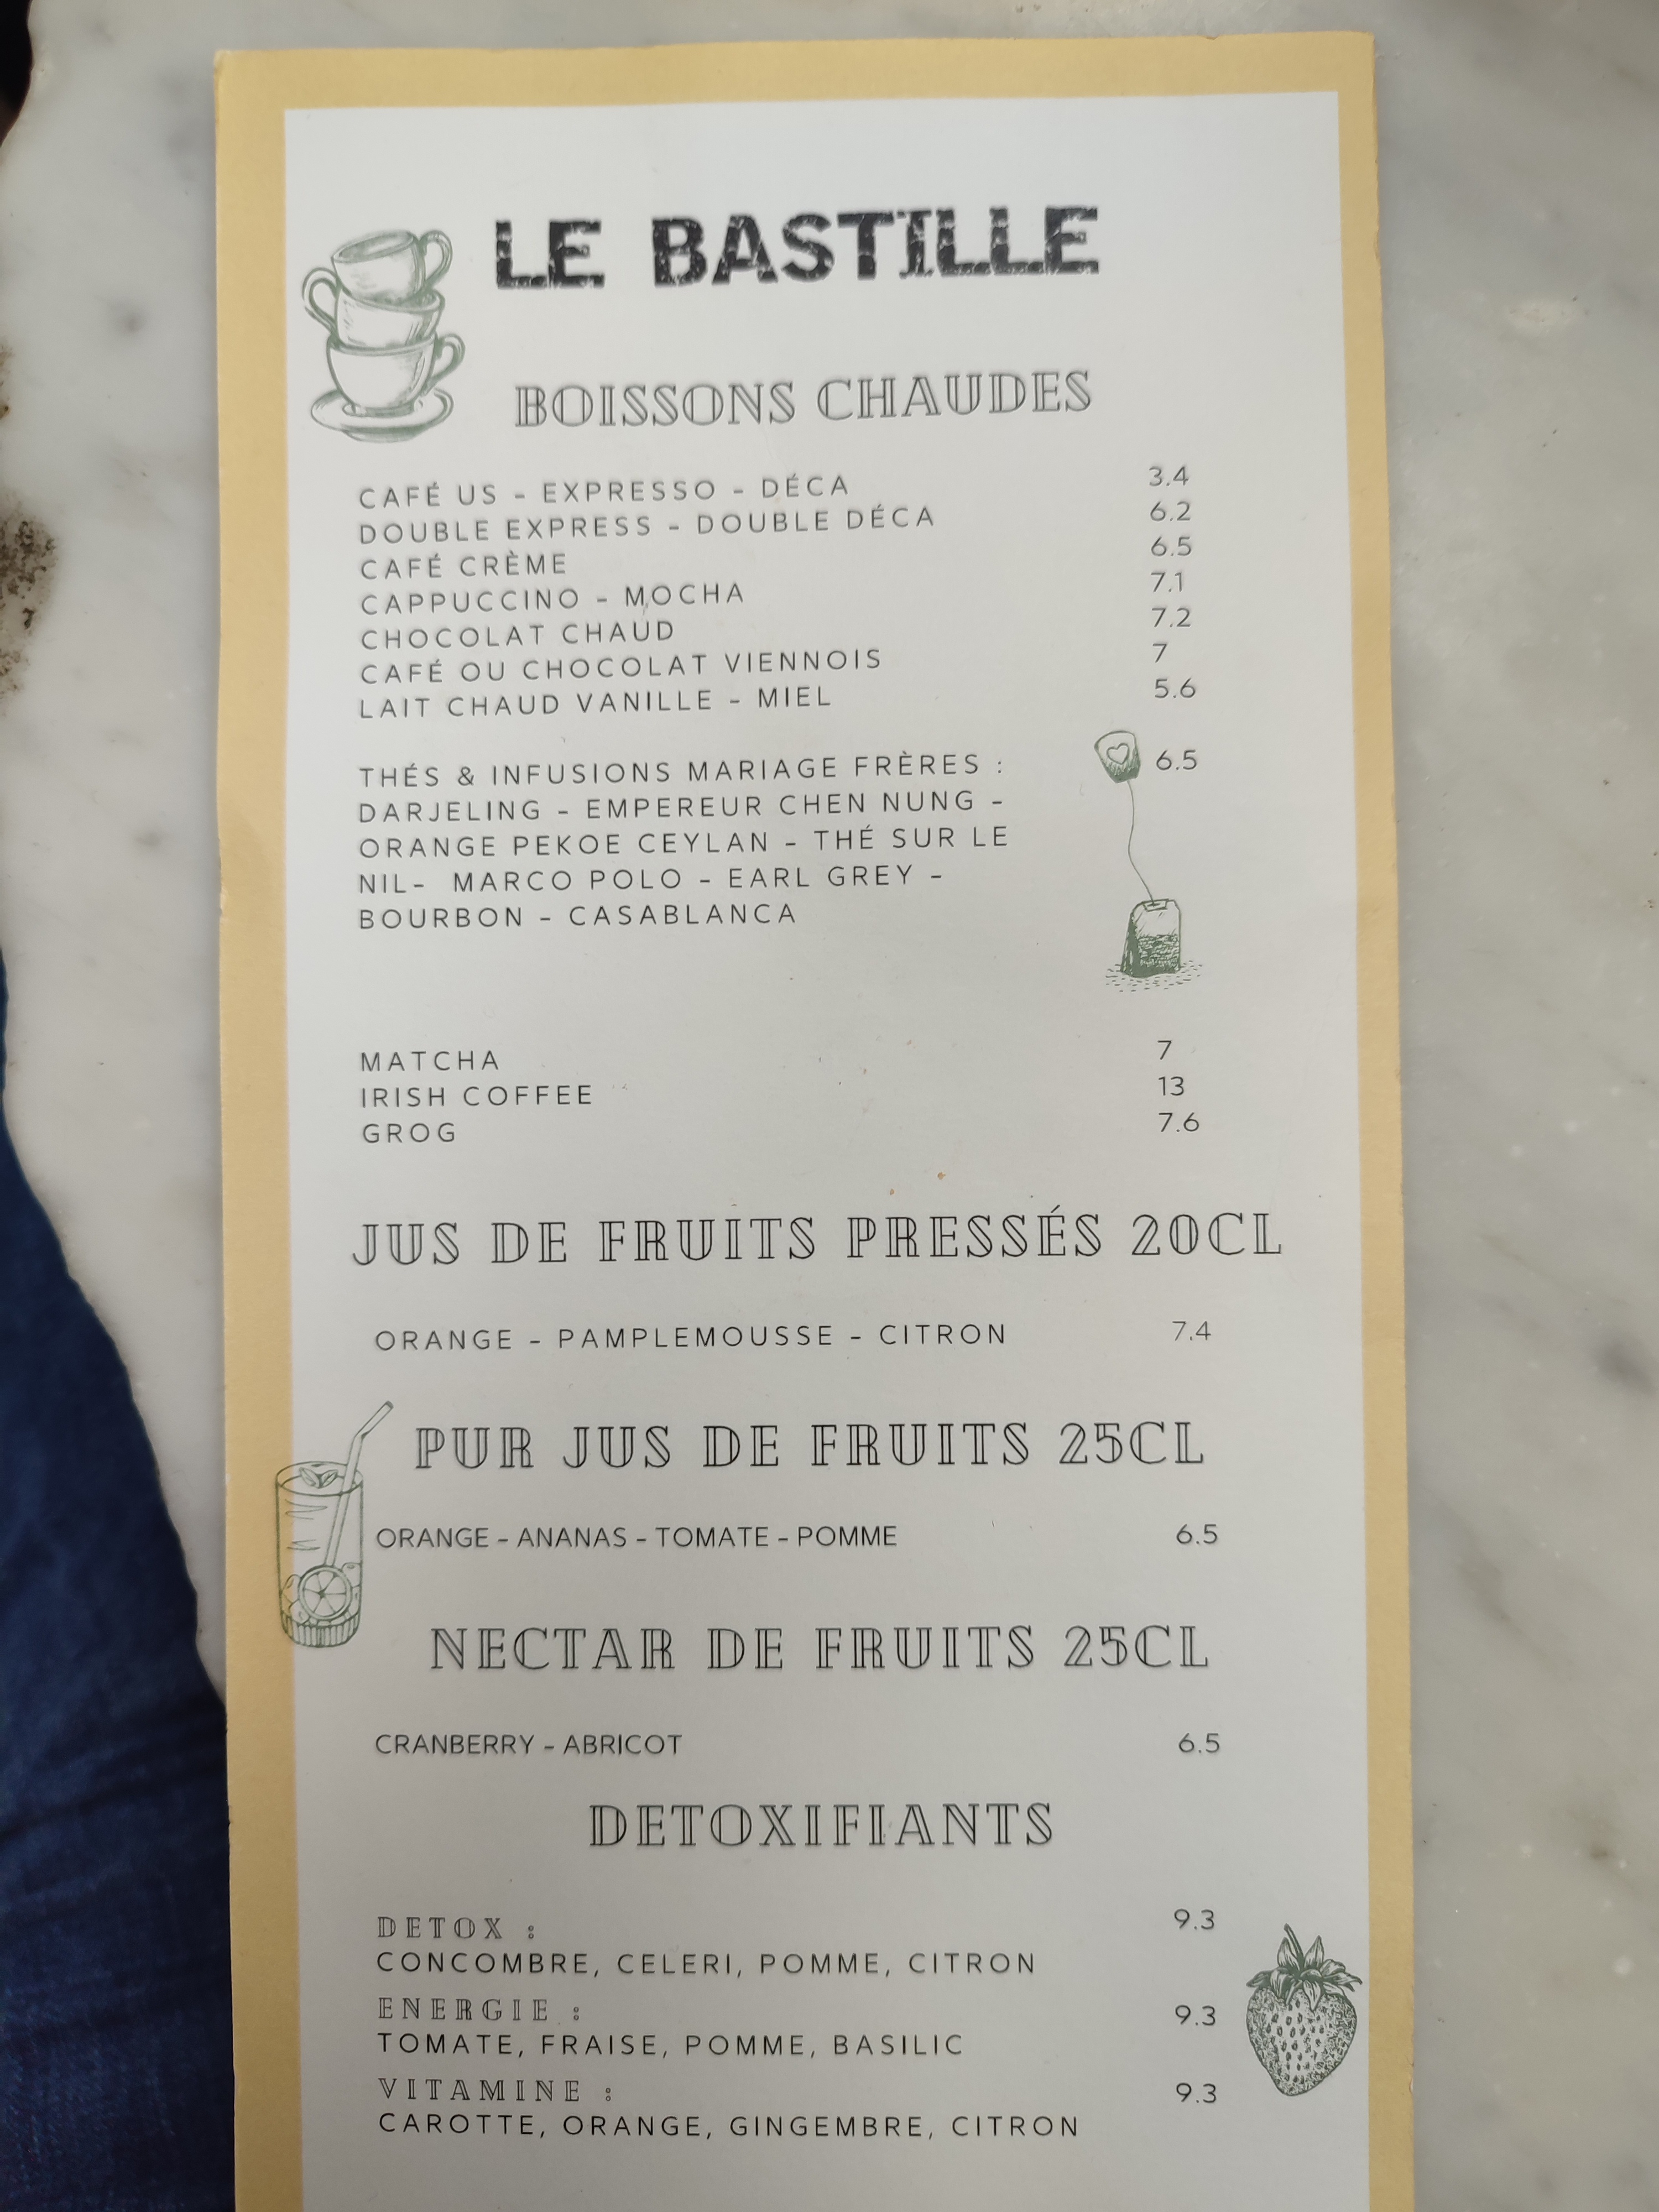 LE BASTILLE
BOISSONS CHAUDES
CAFÉ US - EXPRESSO - DÉCA 3.4
DOUBLE EXPRESS - DOUBLE DÉCA 6.2
CAFÉ CRÈME 6.5
CAPPUCCINO - MOCHA 7.1
CHOCOLAT CHAUD 7.2
CAFÉ OU CHOCOLAT VIENNOIS 7
LAIT CHAUD VANILLE - MIEL 5.6
THÉS & INFUSIONS MARIAGE FRÈRES : 6.5
DARJELING - EMPEREUR CHEN NUNG -
ORANGE PEKOE CEYLAN - THÉ SUR LE
NIL- MARCO POLO - EARL GREY -
BOURBON - CASABLANCA
MATCHA 7
IRISH COFFEE 13
GROG 7.6
JUS DE FRUITS PRESSÉS 20CL
ORANGE - PAMPLEMOUSSE - CITRON 7.4
PUR JUS DE FRUITS 25CL
ORANGE - ANANAS - TOMATE - POMME 6.5
NECTAR DE FRUITS 25CL
CRANBERRY - ABRICOT 6.5
DETOXIFIANTS
DETOX : 9.3
CONCOMBRE, CELERI, POMME, CITRON
ENERGIE : 9.3
TOMATE, FRAISE, POMME, BASILIC
VITAMINE : 9.3
CAROTTE, ORANGE, GINGEMBRE, CITRON